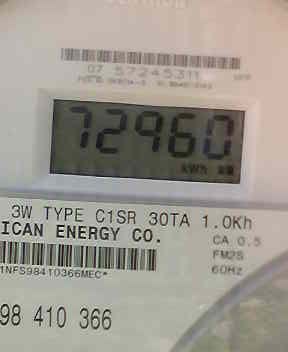 07 57245311
72960
kWh
3W TYPE C1SR 30TA 1.0Kh
ICAN ENERGY CO.
CA 0.5
FM2S
60Hz
1NFS98410366MEC*
98 410 366